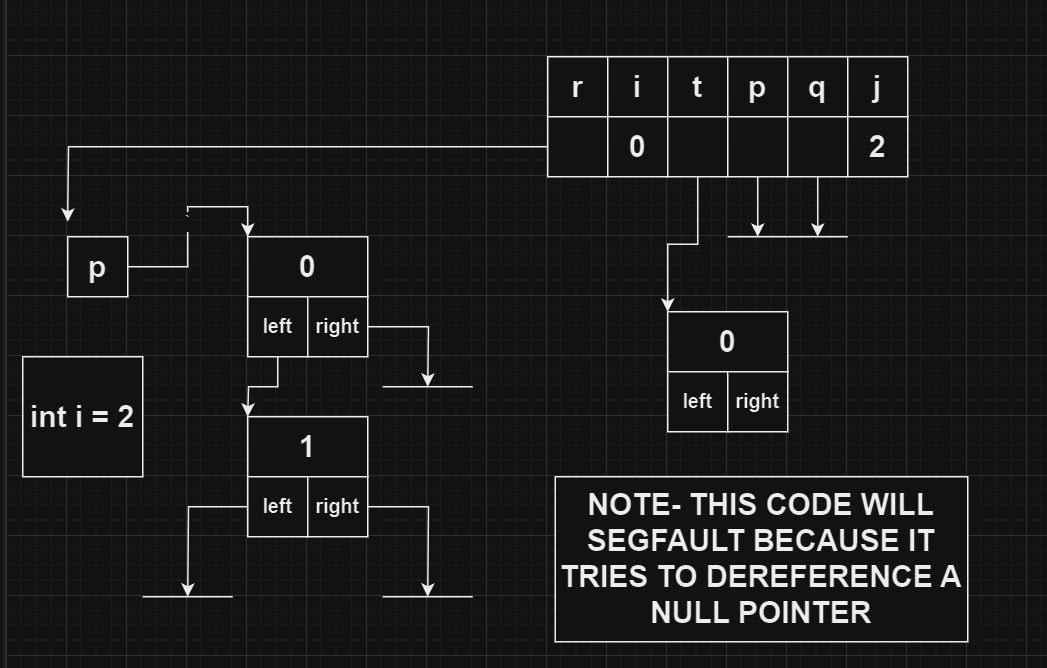 r i t p q j
0 2
p
0
left right
int i = 2
1
left right
0
left right
NOTE- THIS CODE WILL
SEGFAULT BECAUSE IT
TRIES TO DEREFERENCE A
NULL POINTER